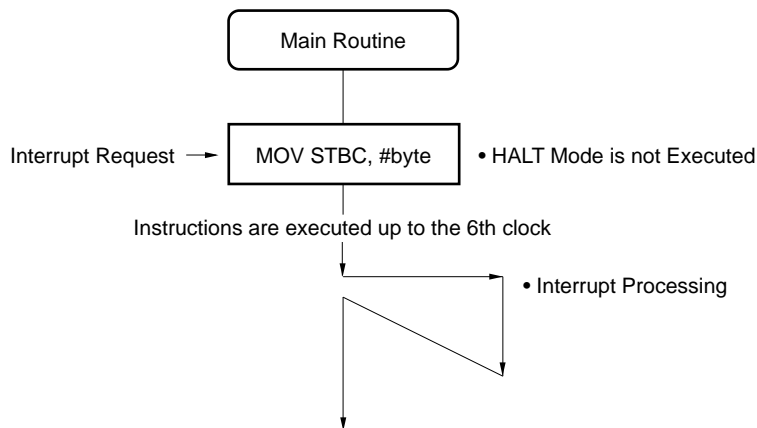 Main Routine
Interrupt Request
MOV STBC, #byte
• HALT Mode is not Executed
Instructions are executed up to the 6th clock
• Interrupt Processing